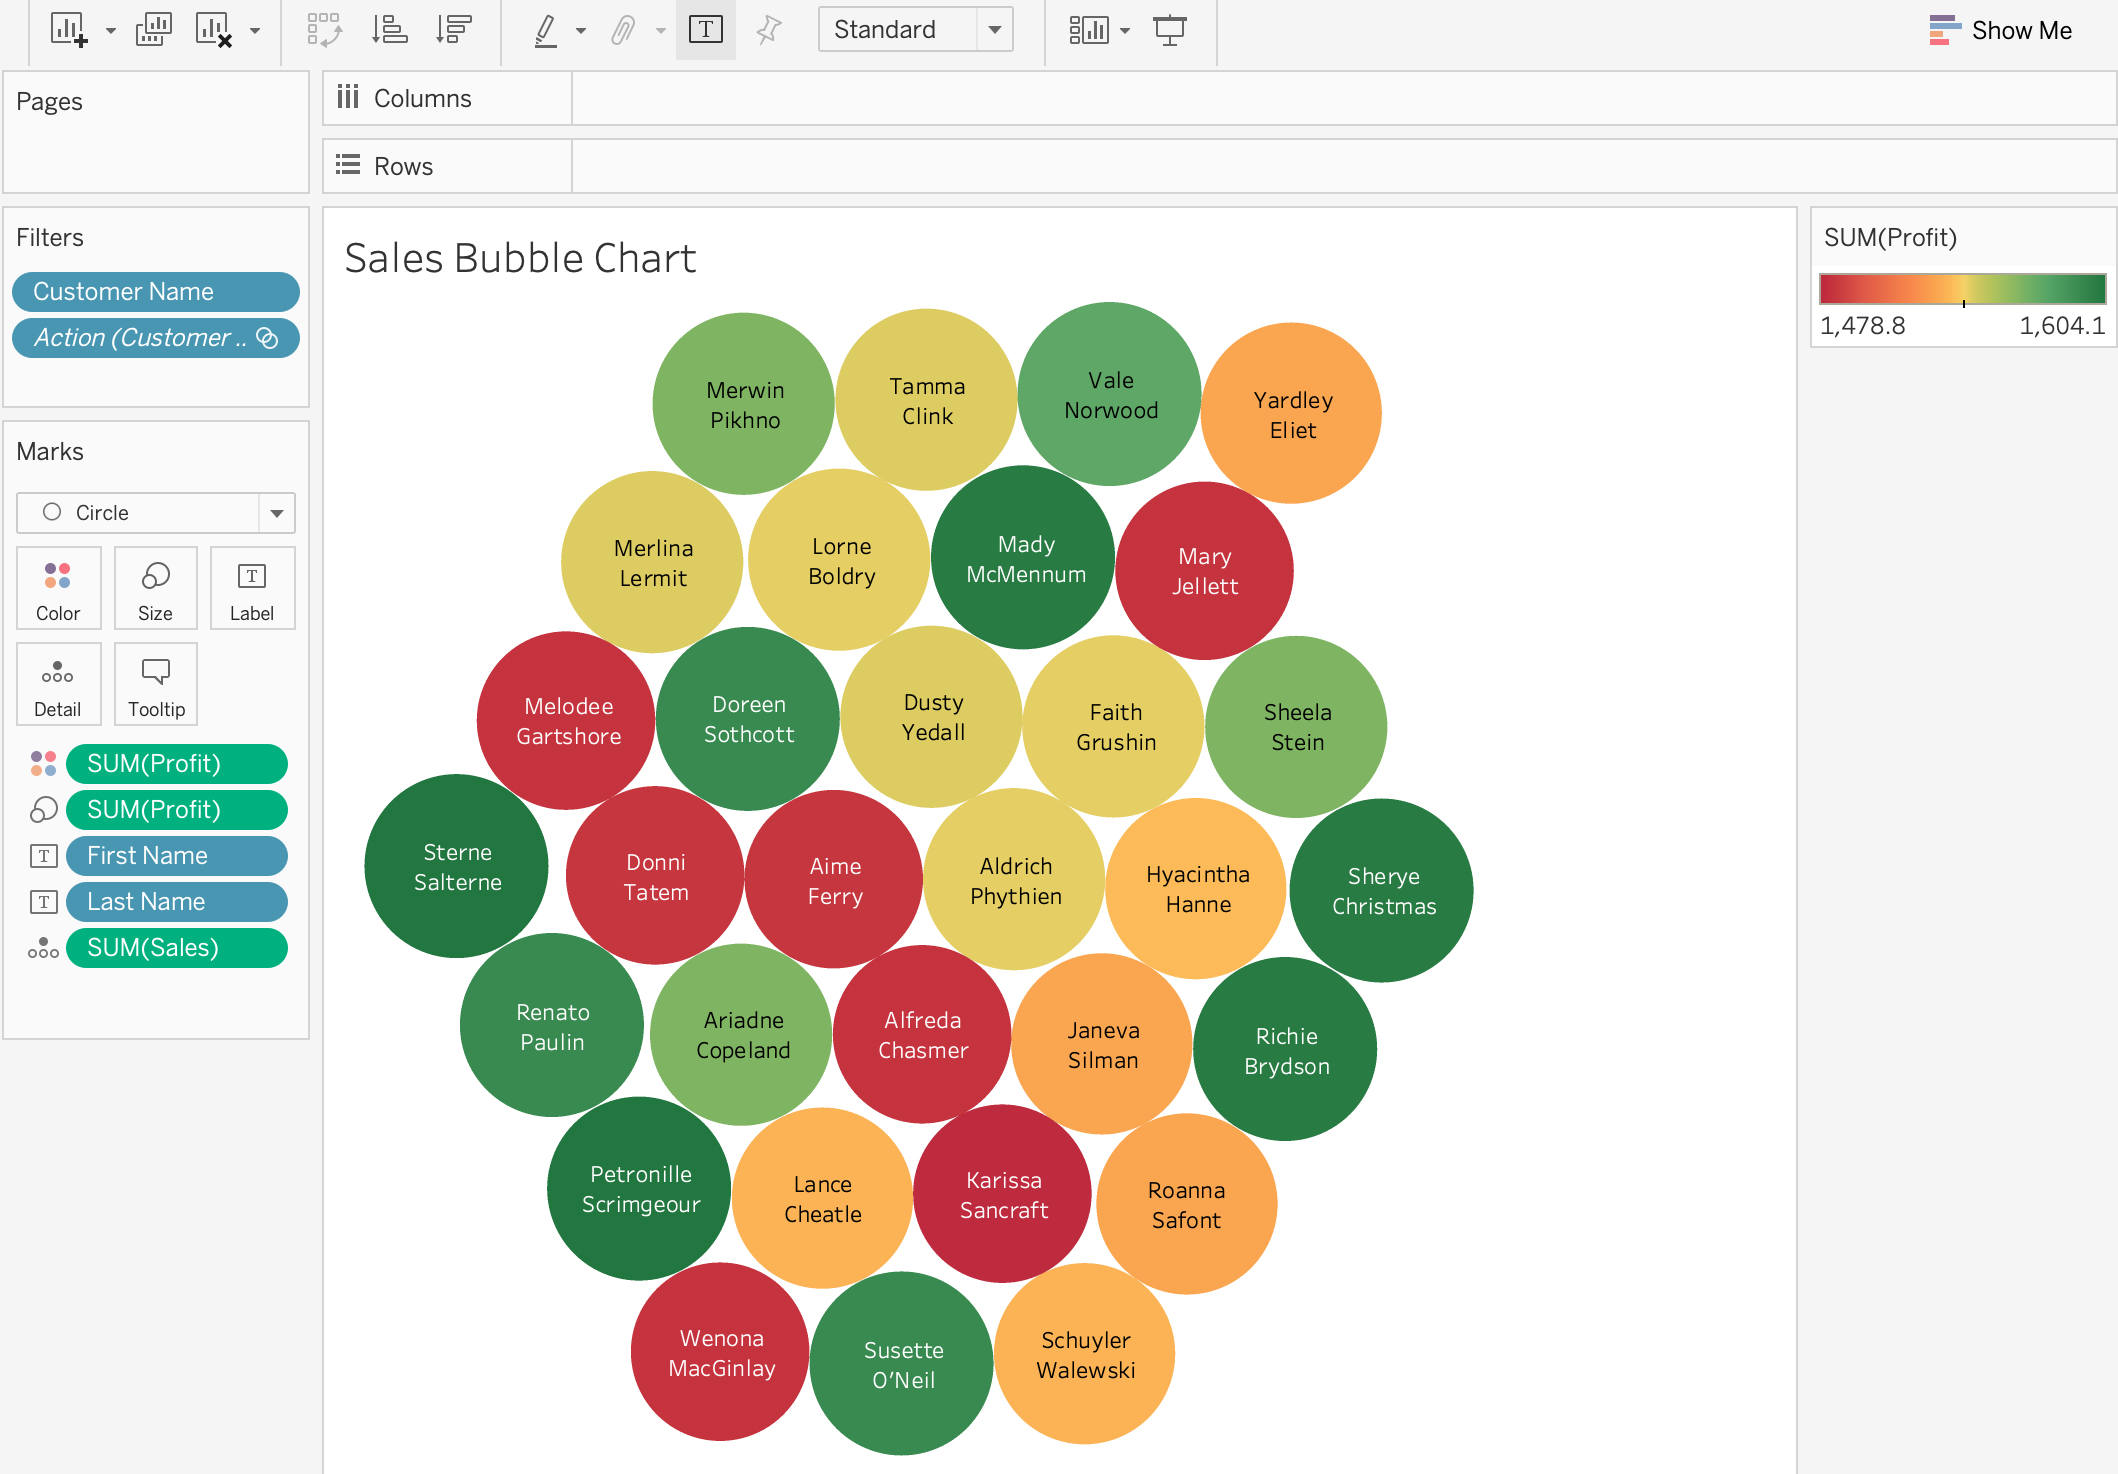 Standard
Show Me
Pages
Columns
Rows
Filters
Customer Name
Action (Customer ..
Marks
Circle
Color
Size
T
Label
Detail
Tooltip
SUM(Profit)
SUM(Profit)
T
First Name
T
Last Name
SUM(Sales)
Sales Bubble Chart
Merwin
Pikhno
Tamma
Clink
Vale
Norwood
Yardley
Eliet
Merlina
Lermit
Lorne
Boldry
Mady
McMennum
Mary
Jellett
Melodee
Gartshore
Doreen
Sothcott
Dusty
Yedall
Faith
Grushin
Sheela
Stein
Sterne
Salterne
Donni
Tatem
Aime
Ferry
Aldrich
Phythien
Hyacintha
Hanne
Sherye
Christmas
Renato
Paulin
Ariadne
Copeland
Alfreda
Chasmer
Janeva
Silman
Richie
Brydson
Petronille
Scrimgeour
Lance
Cheatle
Karissa
Sancraft
Roanna
Safont
Wenona
MacGinlay
Susette
O'Neil
Schuyler
Walewski
SUM(Profit)
1,478.8 1,604.1